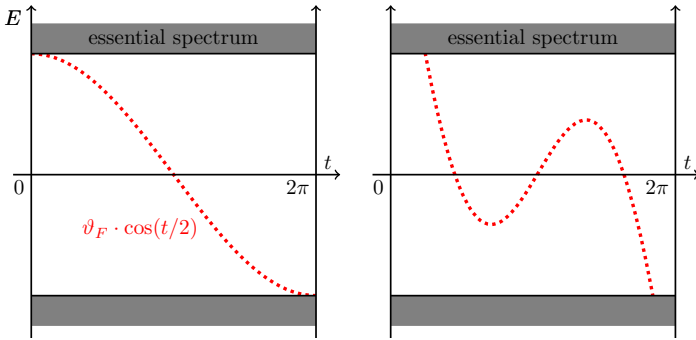 E
essential spectrum
t
0
2π
ϑ_F · cos(t/2)
essential spectrum
t
0
2π